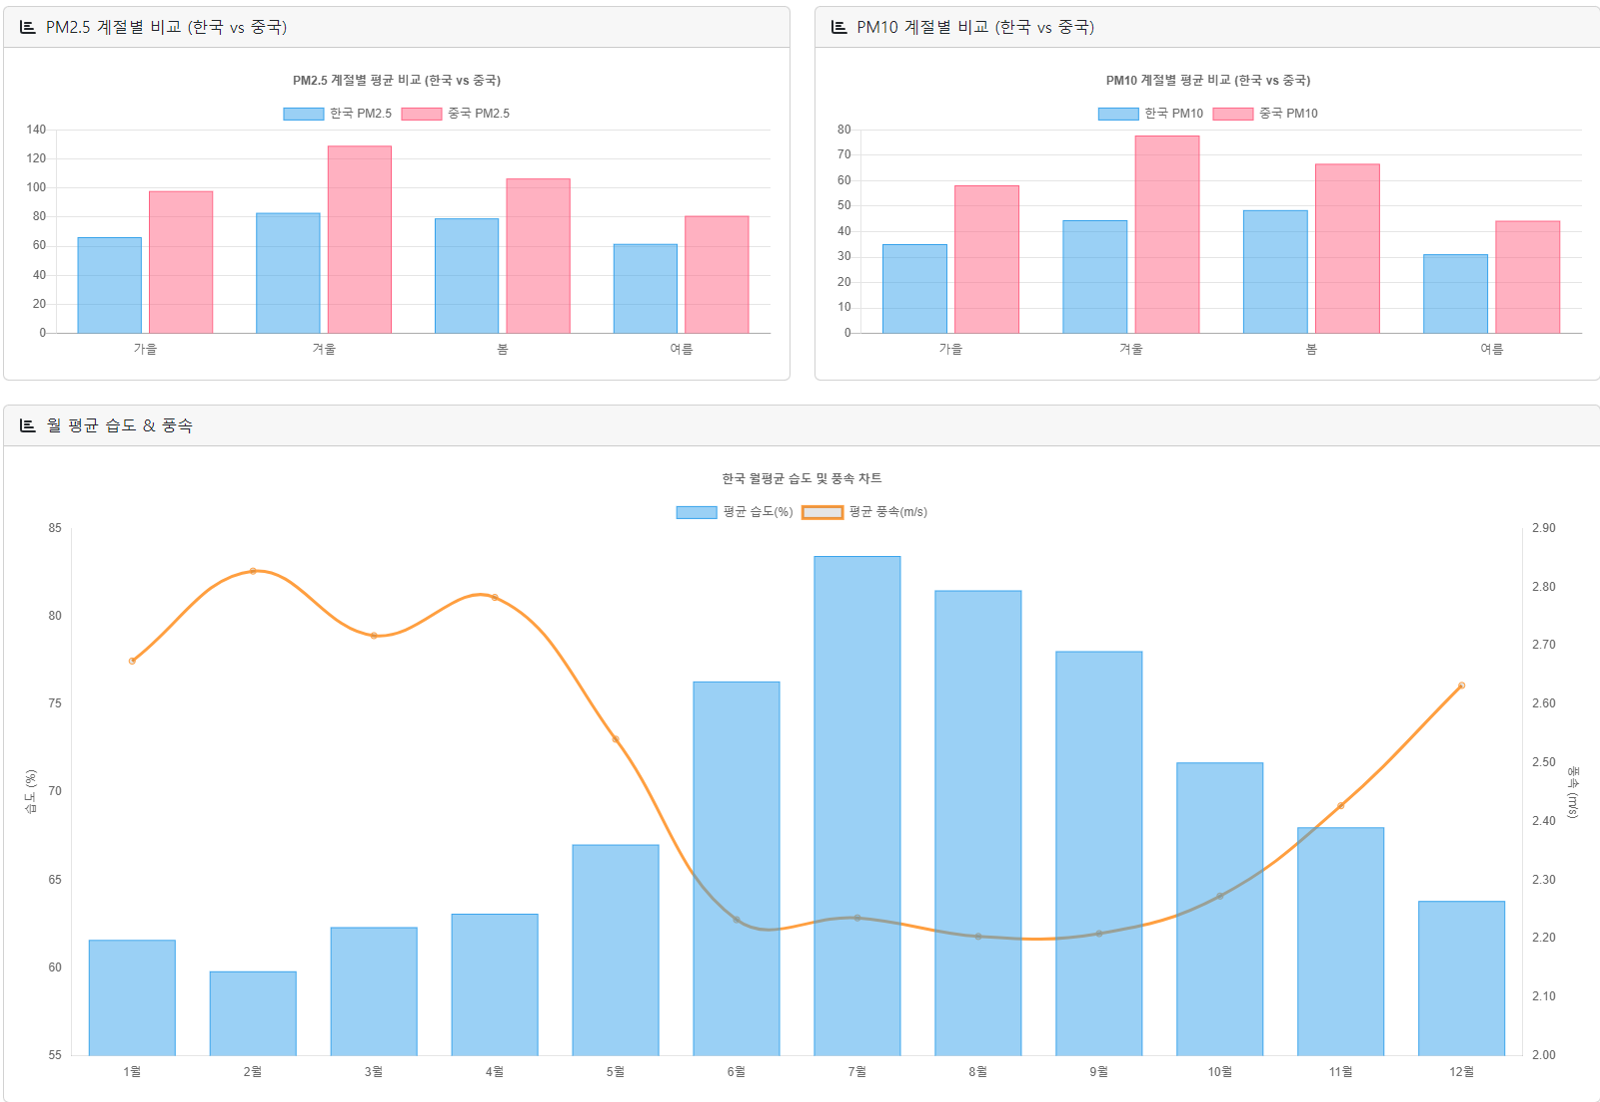 PM2.5 계절별 비교 (한국 vs 중국)
PM2.5 계절별 평균 비교 (한국 vs 중국)
한국 PM2.5 중국 PM2.5
140
120
100
80
60
40
20
0
가을 겨울 봄 여름
PM10 계절별 비교 (한국 vs 중국)
PM10 계절별 평균 비교 (한국 vs 중국)
한국 PM10 중국 PM10
80
70
60
50
40
30
20
10
0
가을 겨울 봄 여름
월 평균 습도 & 풍속
한국 월평균 습도 및 풍속 차트
평균 습도(%) 평균 풍속(m/s)
85
80
75
70
65
60
55
습도 (%)
2.90
2.80
2.70
2.60
2.50
2.40
2.30
2.20
2.10
2.00
풍속 (m/s)
1월 2월 3월 4월 5월 6월 7월 8월 9월 10월 11월 12월